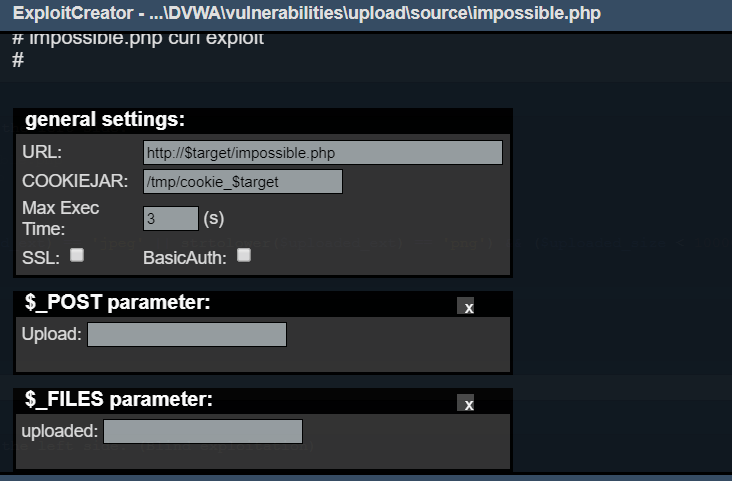 ExploitCreator - ...\DVWA\vulnerabilities\upload\source\impossible.php
# impossible.php curl exploit
#
general settings:
URL: http://$target/impossible.php
COOKIEJAR: /tmp/cookie_$target
Max Exec
Time: 3 (s)
SSL: BasicAuth:
$_POST parameter: x
Upload:
$_FILES parameter: x
uploaded: